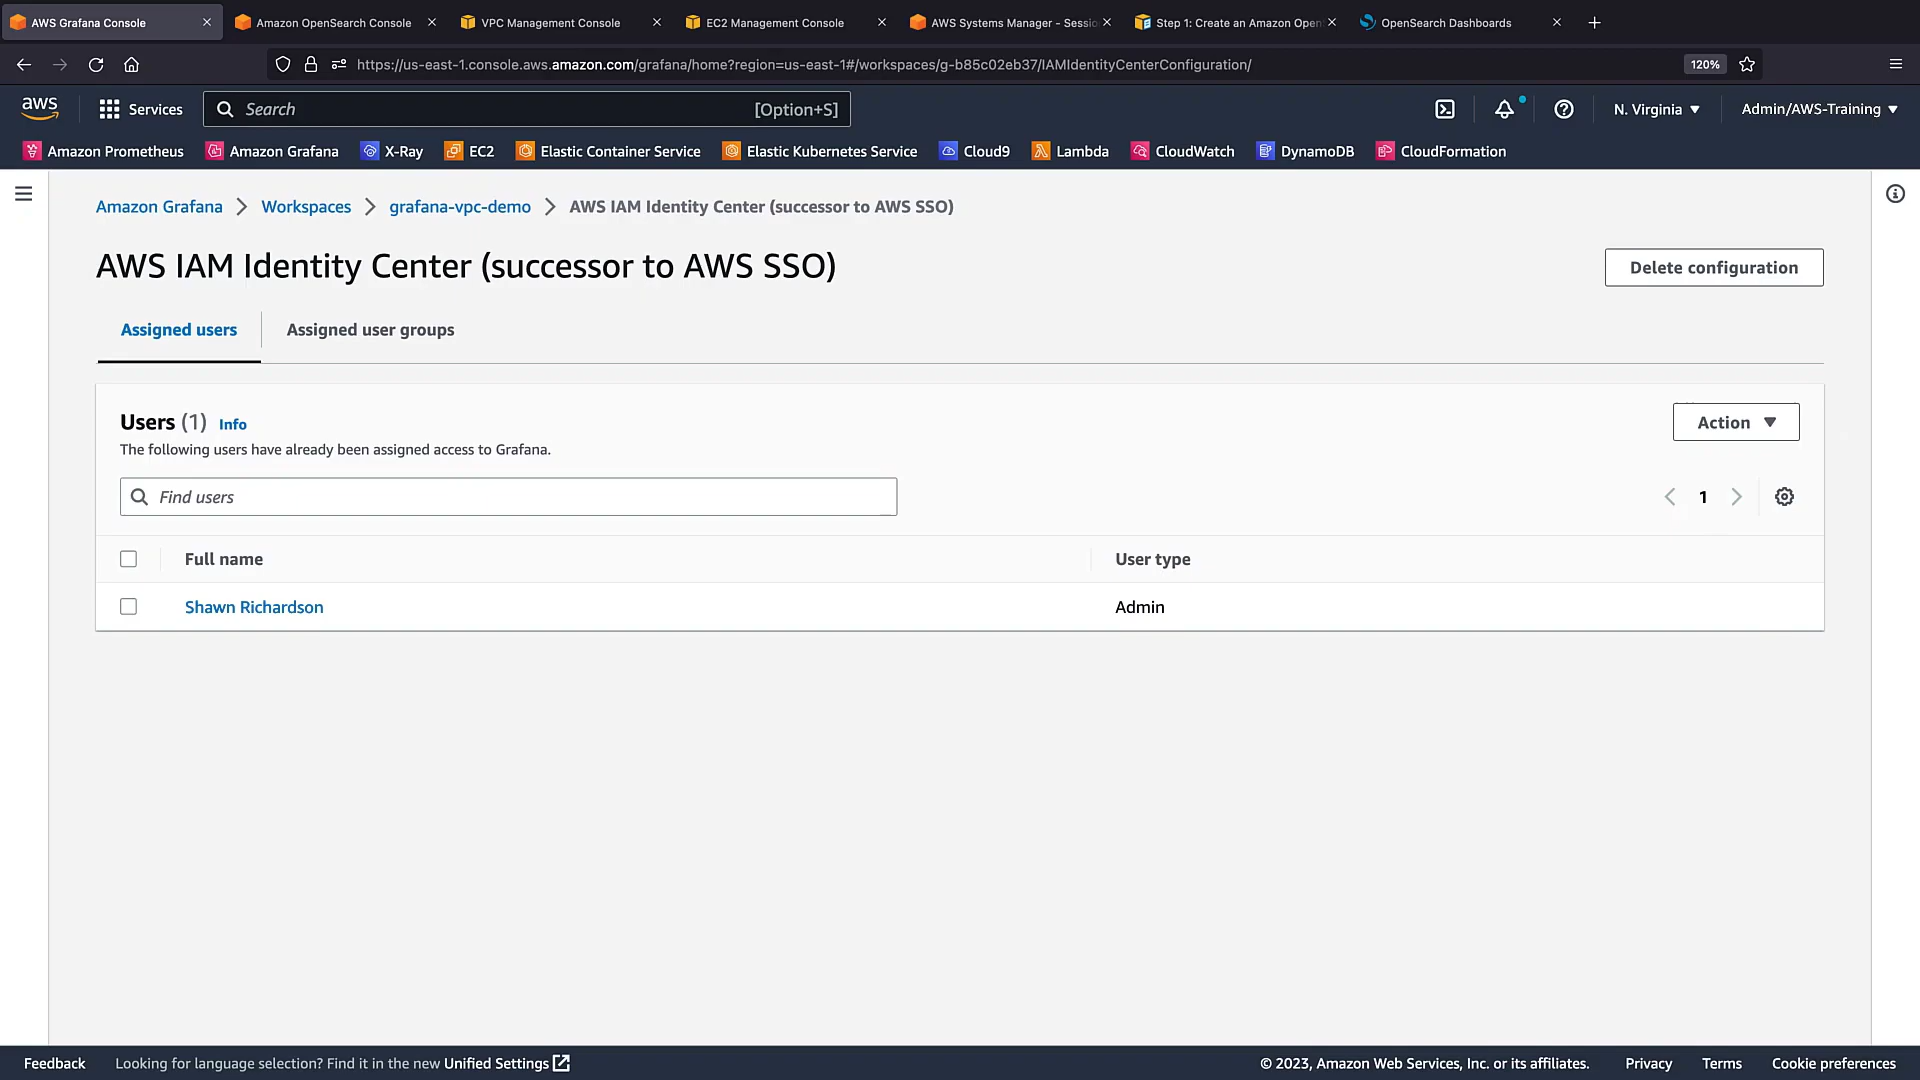 AWS Grafana Console
Amazon OpenSearch Console
VPC Management Console
EC2 Management Console
AWS Systems Manager - Sessio
Step 1: Create an Amazon Open
OpenSearch Dashboards
https://us-east-1.console.aws.amazon.com/grafana/home?region=us-east-1#/workspaces/g-b85c02eb37/IAMIdentityCenterConfiguration/
120%
aws
Services
Search
[Option+S]
N. Virginia
Admin/AWS-Training
Amazon Prometheus
Amazon Grafana
X-Ray
EC2
Elastic Container Service
Elastic Kubernetes Service
Cloud9
Lambda
CloudWatch
DynamoDB
CloudFormation
Amazon Grafana
Workspaces
grafana-vpc-demo
AWS IAM Identity Center (successor to AWS SSO)
AWS IAM Identity Center (successor to AWS SSO)
Delete configuration
Assigned users
Assigned user groups
Users (1) Info
Action
The following users have already been assigned access to Grafana.
Find users
1
Full name
User type
Shawn Richardson
Admin
Feedback
Looking for language selection? Find it in the new Unified Settings
© 2023, Amazon Web Services, Inc. or its affiliates.
Privacy
Terms
Cookie preferences